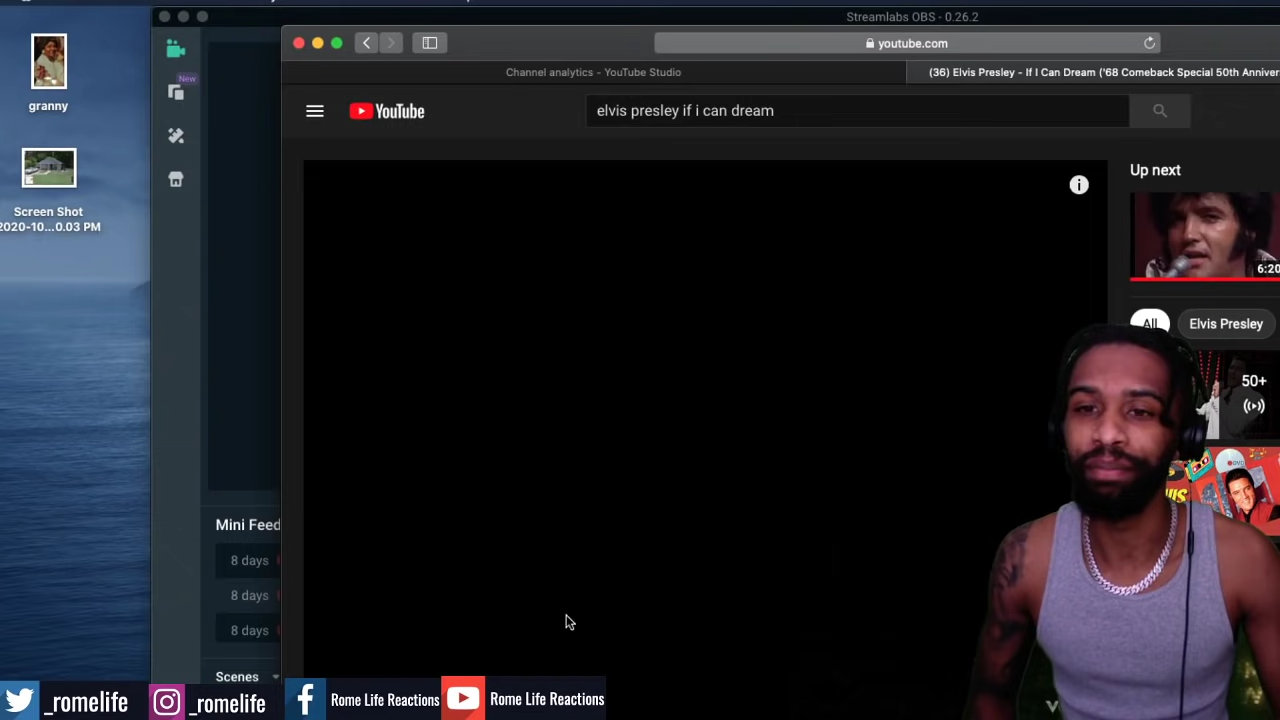 Streamlabs OBS - 0.26.2
youtube.com
Channel analytics - YouTube Studio
(36) Elvis Presley - If I Can Dream ('68 Comeback Special 50th Anniver
YouTube
elvis presley if i can dream
granny
Screen Shot
2020-10...0.03 PM
New
Up next
6:20
All
Elvis Presley
50+
Mini Feed
8 days
8 days
8 days
Scenes
_romelife
_romelife
Rome Life Reactions
Rome Life Reactions